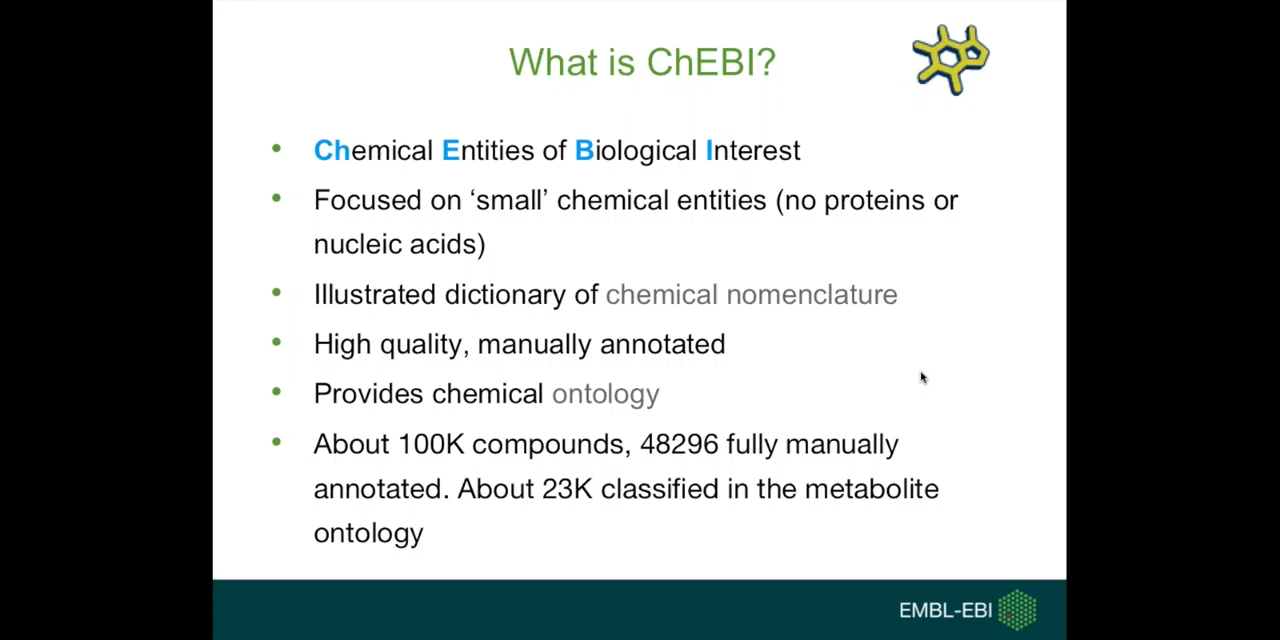 What is ChEBI?
• Chemical Entities of Biological Interest
• Focused on ‘small’ chemical entities (no proteins or
nucleic acids)
• Illustrated dictionary of chemical nomenclature
• High quality, manually annotated
• Provides chemical ontology
• About 100K compounds, 48296 fully manually
annotated. About 23K classified in the metabolite
ontology
EMBL-EBI